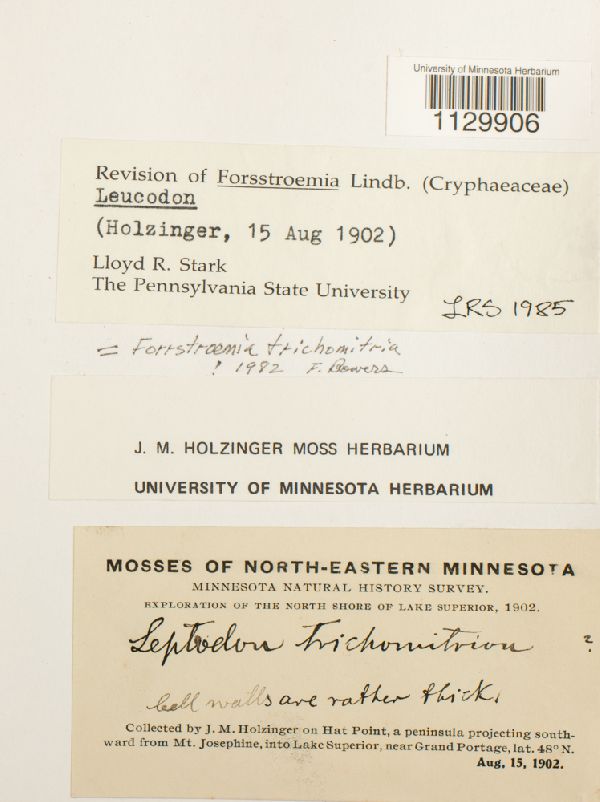 University of Minnesota Herbarium
1129906
Revision of Forsstroemia Lindb. (Cryphaeaceae)
Leucodon
(Holzinger, 15 Aug 1902)
Lloyd R. Stark
The Pennsylvania State University
LRS 1985
= Forrstroemia trichomitria
! 1982 F. Bowers
J. M. HOLZINGER MOSS HERBARIUM
UNIVERSITY OF MINNESOTA HERBARIUM
MOSSES OF NORTH-EASTERN MINNESOTA
MINNESOTA NATURAL HISTORY SURVEY.
EXPLORATION OF THE NORTH SHORE OF LAKE SUPERIOR, 1902.
Leptodon trichomitrion ?
Cell walls are rather thick.
Collected by J. M. Holzinger on Hat Point, a peninsula projecting south-
ward from Mt. Josephine, into Lake Superior, near Grand Portage, lat. 48° N.
Aug, 15, 1902.